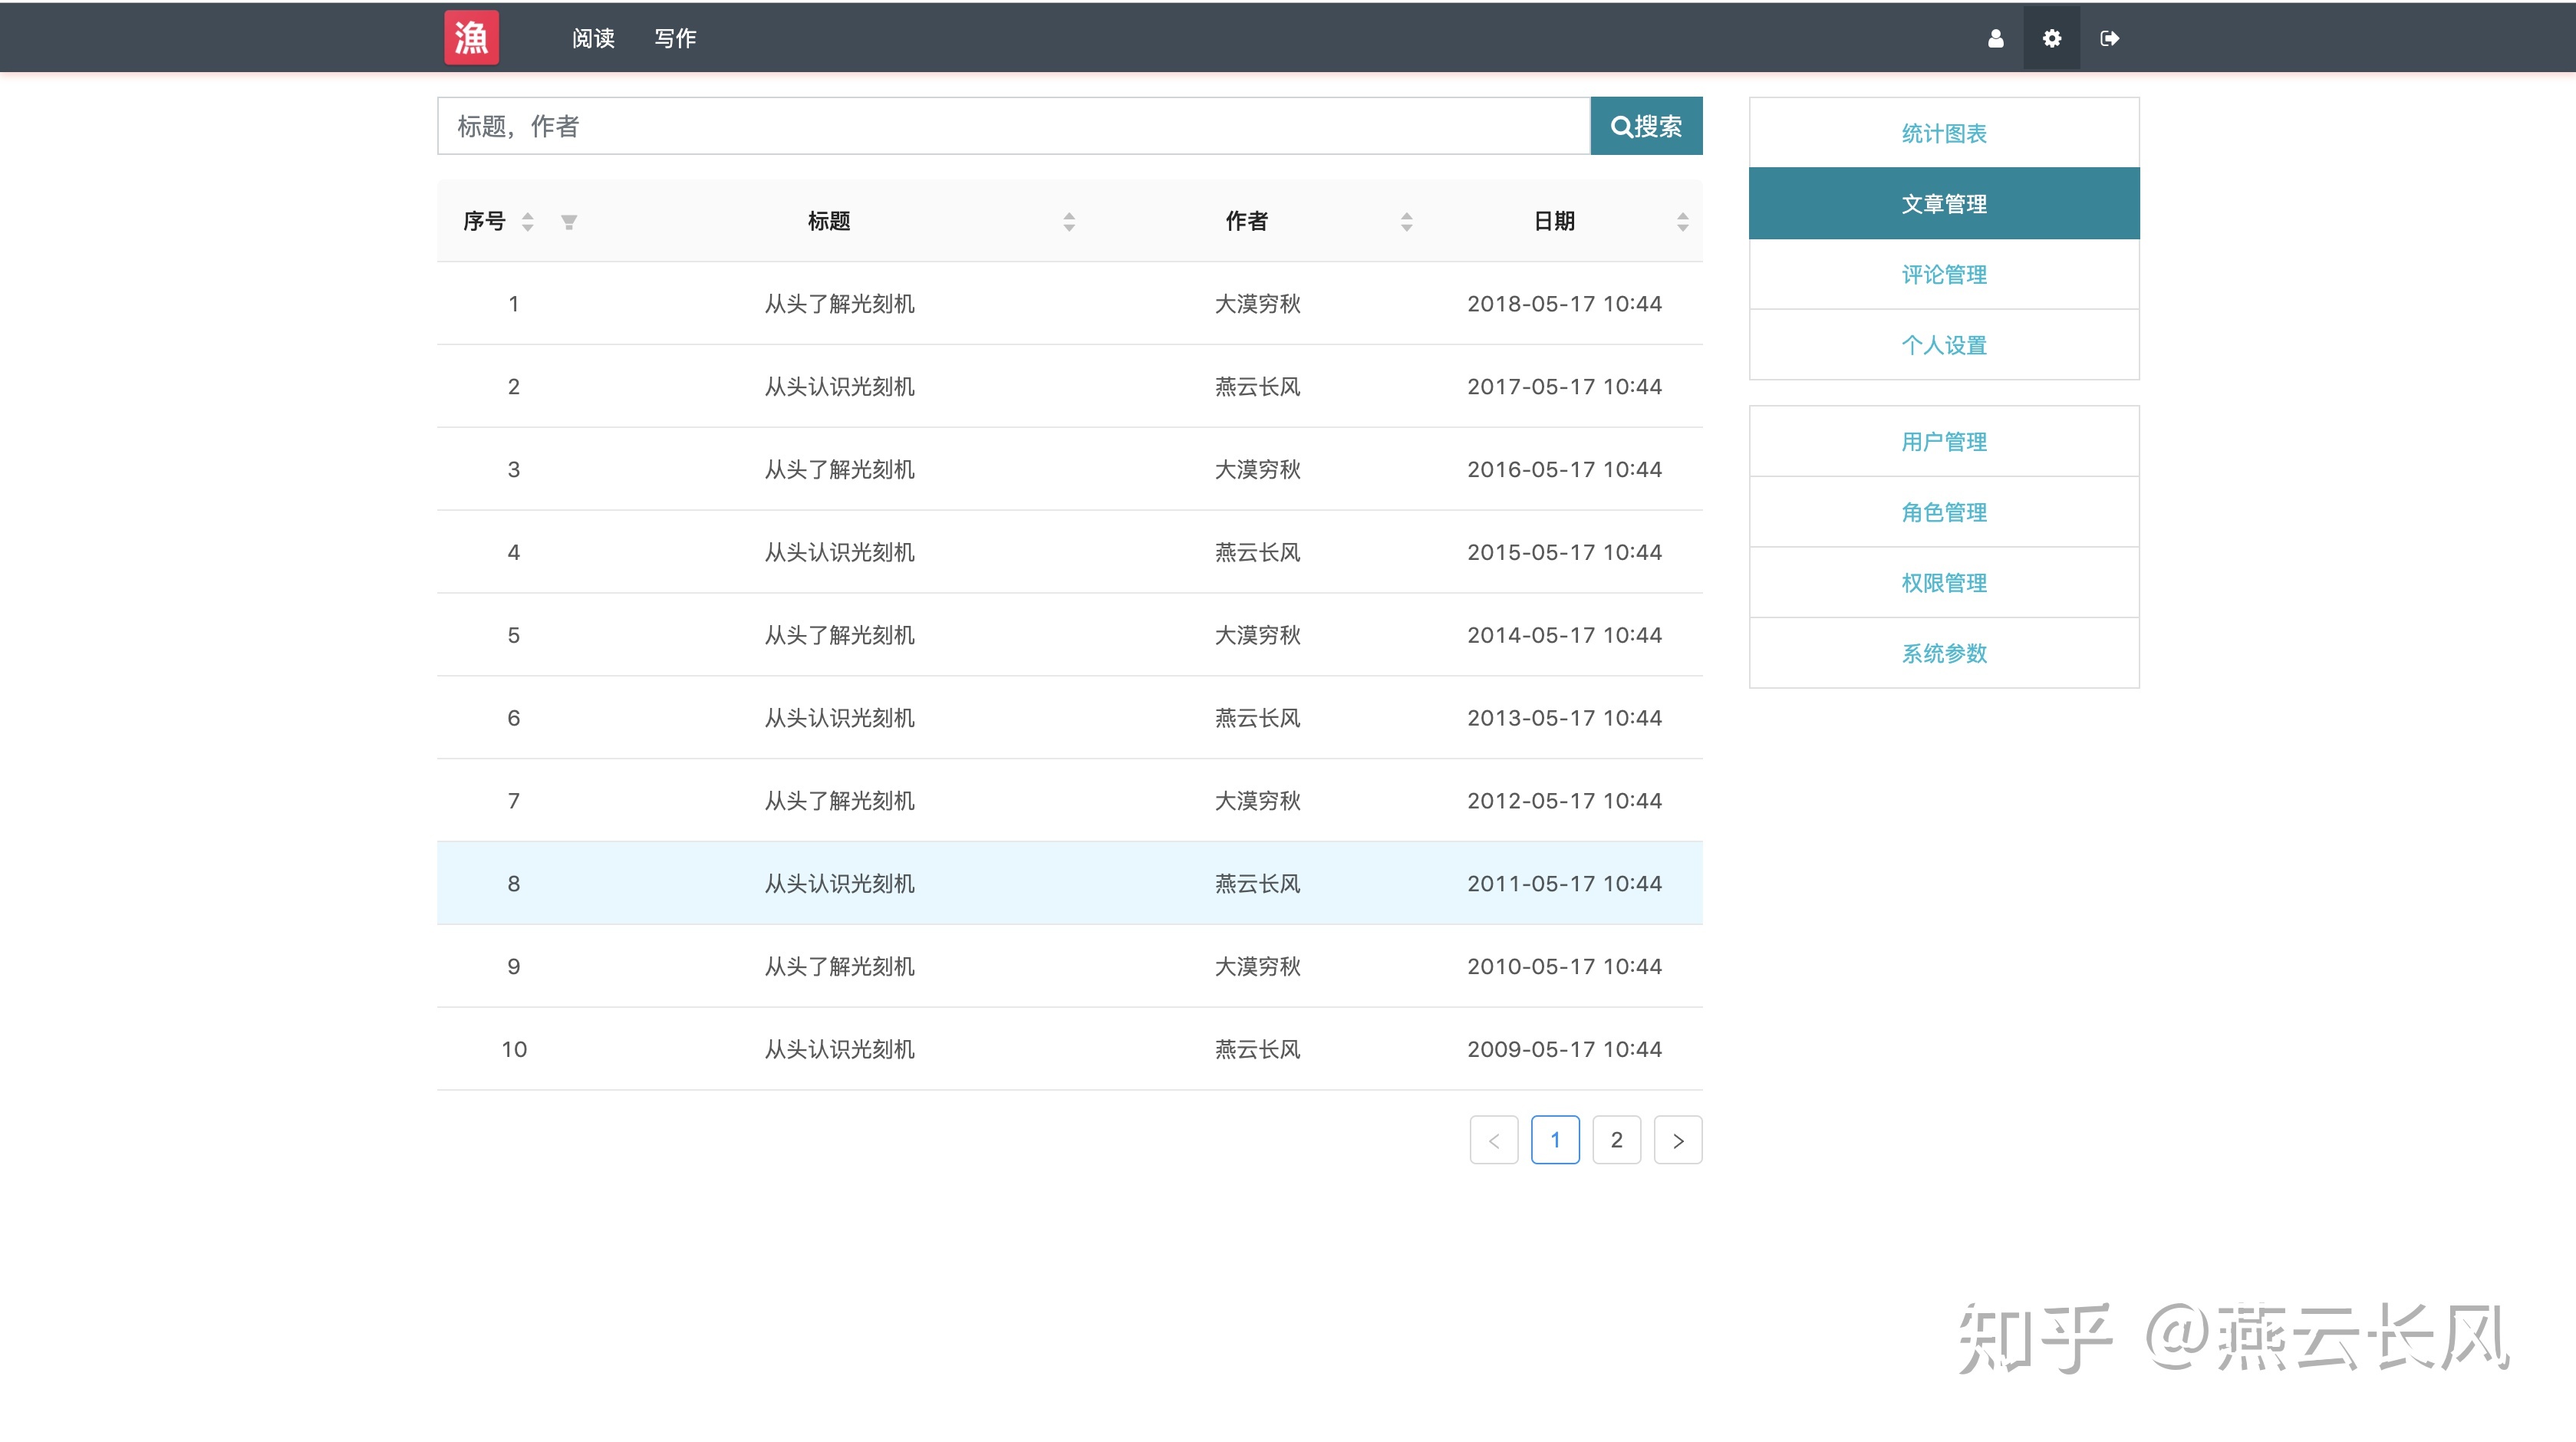 漁 阅读 写作
标题，作者 搜索
序号 标题 作者 日期
1 从头了解光刻机 大漠穷秋 2018-05-17 10:44
2 从头认识光刻机 燕云长风 2017-05-17 10:44
3 从头了解光刻机 大漠穷秋 2016-05-17 10:44
4 从头认识光刻机 燕云长风 2015-05-17 10:44
5 从头了解光刻机 大漠穷秋 2014-05-17 10:44
6 从头认识光刻机 燕云长风 2013-05-17 10:44
7 从头了解光刻机 大漠穷秋 2012-05-17 10:44
8 从头认识光刻机 燕云长风 2011-05-17 10:44
9 从头了解光刻机 大漠穷秋 2010-05-17 10:44
10 从头认识光刻机 燕云长风 2009-05-17 10:44
< 1 2 >
统计图表
文章管理
评论管理
个人设置
用户管理
角色管理
权限管理
系统参数
知乎 @燕云长风